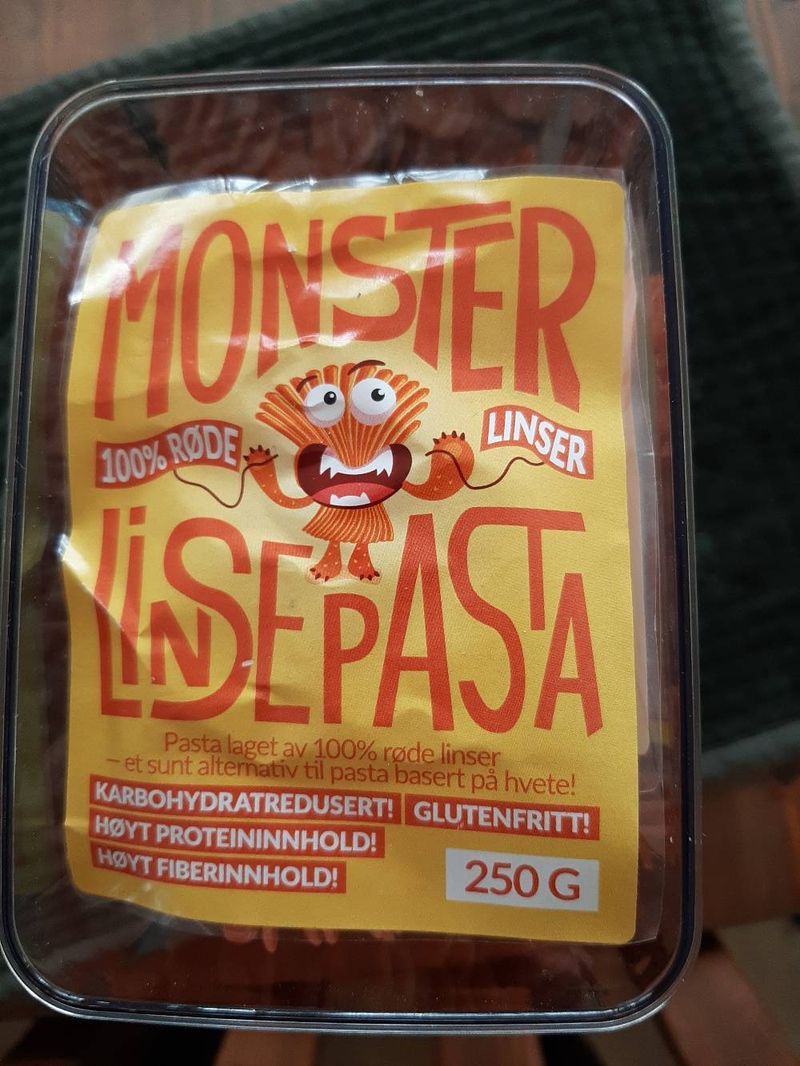 MONSTER
100% RØDE
LINSER
LINSEPASTA
Pasta laget av 100% røde linser
– et sunt alternativ til pasta basert på hvete!
KARBOHYDRATREDUSERT! GLUTENFRITT!
HØYT PROTEININNHOLD!
HØYT FIBERINNHOLD!
250 G